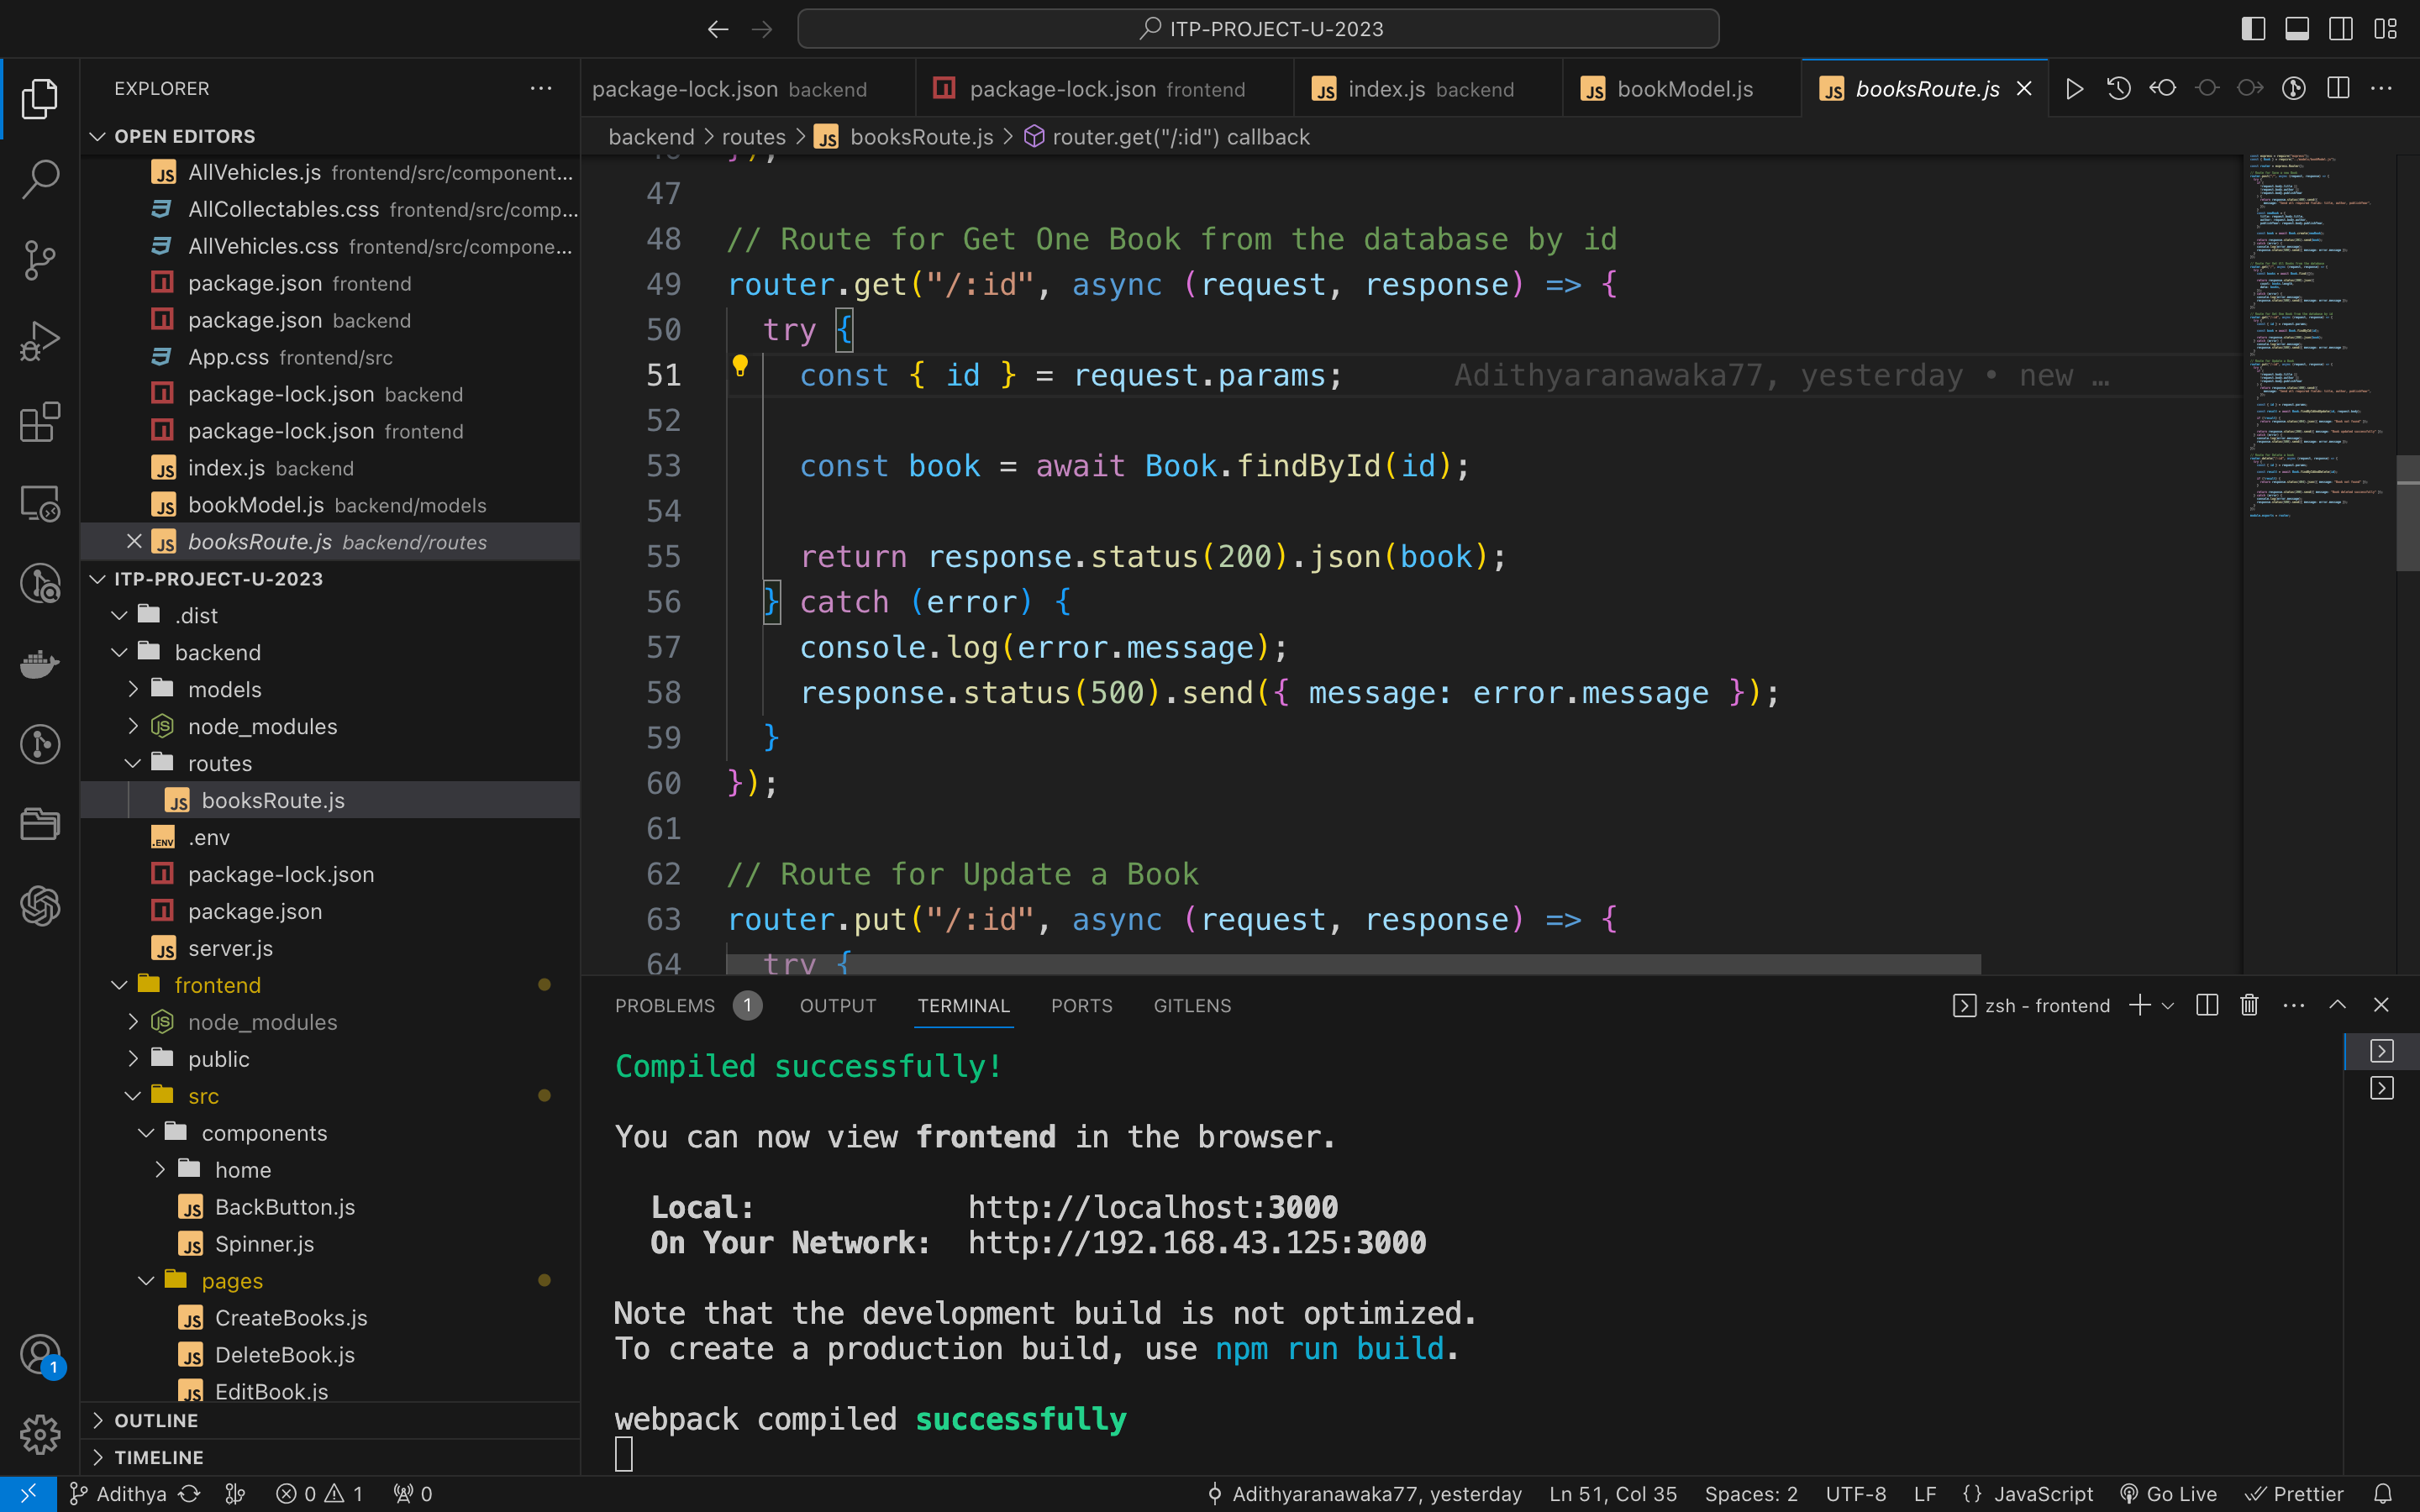 ITP-PROJECT-U-2023
EXPLORER
OPEN EDITORS
AllVehicles.js frontend/src/component...
AllCollectables.css frontend/src/comp...
AllVehicles.css frontend/src/compone...
package.json frontend
package.json backend
App.css frontend/src
package-lock.json backend
package-lock.json frontend
index.js backend
bookModel.js backend/models
booksRoute.js backend/routes
ITP-PROJECT-U-2023
.dist
backend
models
node_modules
routes
booksRoute.js
.env
package-lock.json
package.json
server.js
frontend
node_modules
public
src
components
home
BackButton.js
Spinner.js
pages
CreateBooks.js
DeleteBook.js
EditBook.js
OUTLINE
TIMELINE
package-lock.json backend
package-lock.json frontend
index.js backend
bookModel.js
booksRoute.js
backend > routes > booksRoute.js > router.get("/:id") callback
47
48 // Route for Get One Book from the database by id
49 router.get("/:id", async (request, response) => {
50 try {
51 const { id } = request.params; Adithyaranawaka77, yesterday • new …
52
53 const book = await Book.findById(id);
54
55 return response.status(200).json(book);
56 } catch (error) {
57 console.log(error.message);
58 response.status(500).send({ message: error.message });
59 }
60 });
61
62 // Route for Update a Book
63 router.put("/:id", async (request, response) => {
64 try {
PROBLEMS 1 OUTPUT TERMINAL PORTS GITLENS
zsh - frontend
Compiled successfully!
You can now view frontend in the browser.
Local: http://localhost:3000
On Your Network: http://192.168.43.125:3000
Note that the development build is not optimized.
To create a production build, use npm run build.
webpack compiled successfully
1
Adithya 0 1 0
Adithyaranawaka77, yesterday Ln 51, Col 35 Spaces: 2 UTF-8 LF {} JavaScript Go Live Prettier